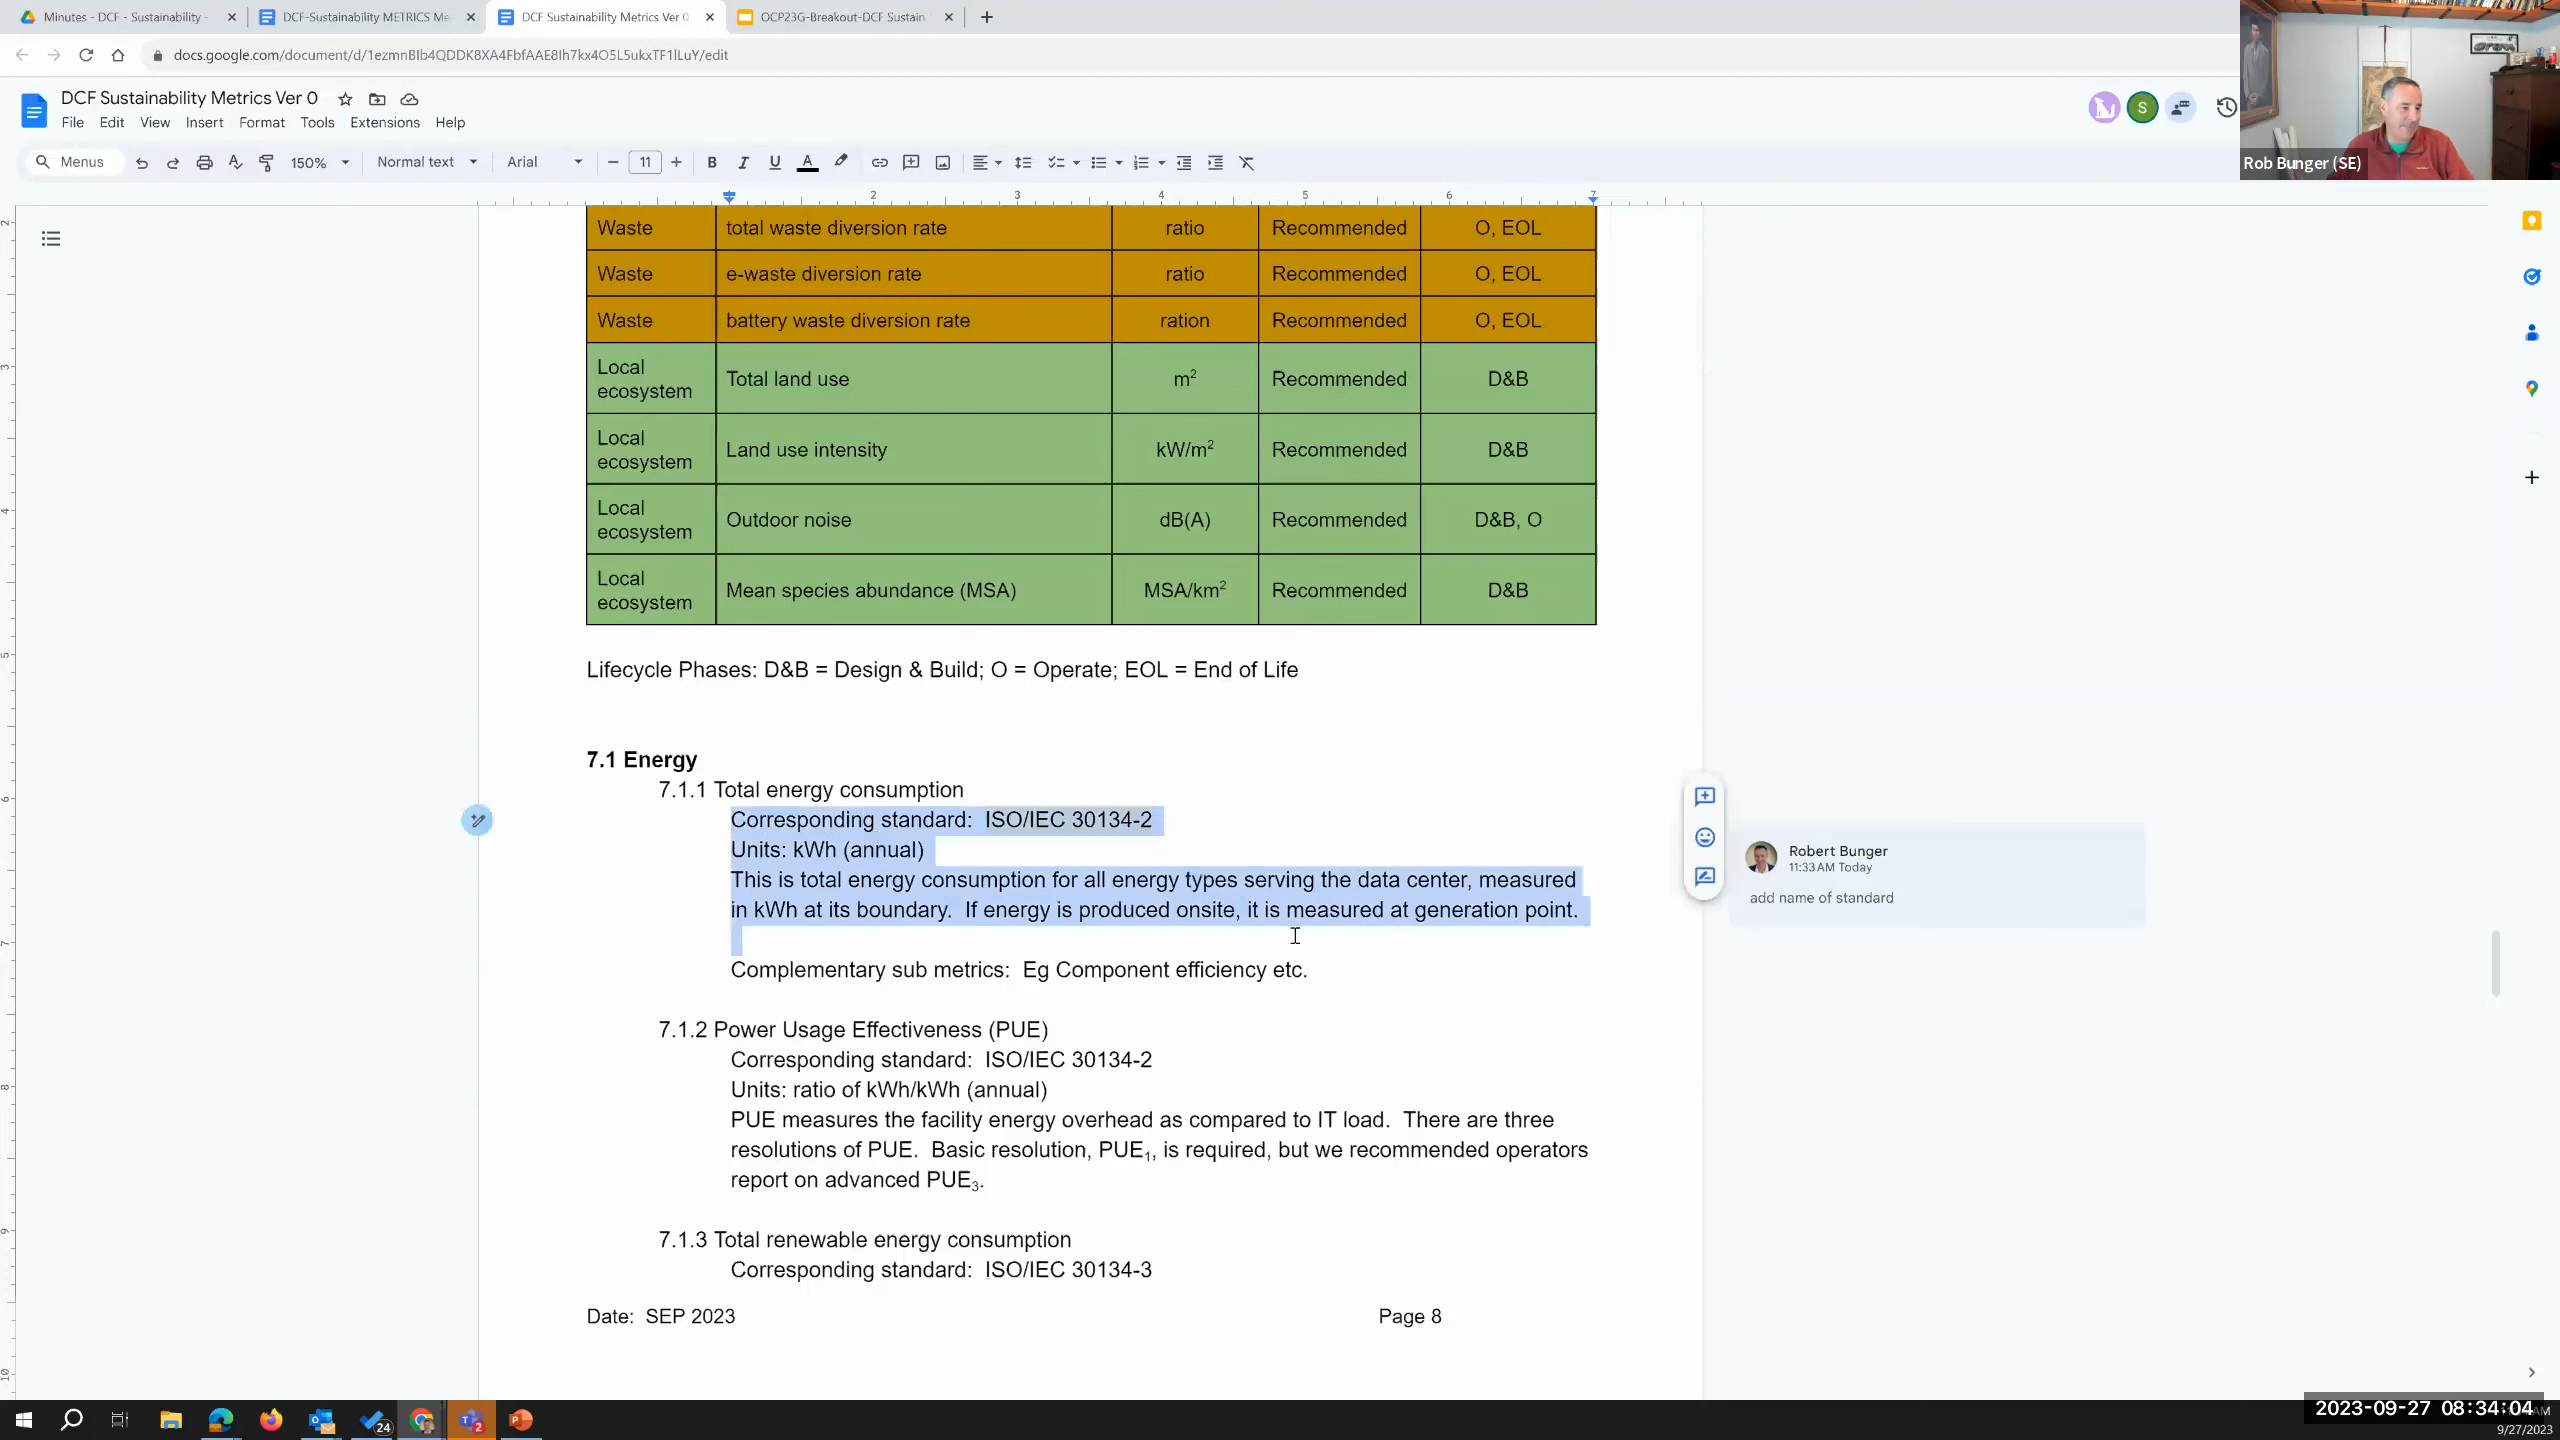 Minutes - DCF - Sustainability -
DCF-Sustainability METRICS Me
DCF Sustainability Metrics Ver 0
OCP23G-Breakout-DCF Sustain
docs.google.com/document/d/1ezmnBIb4QDDK8XA4FbfAAE8Ih7kx4O5L5ukxTF1lLuY/edit
DCF Sustainability Metrics Ver 0
File Edit View Insert Format Tools Extensions Help
S
Rob Bunger (SE)
Menus 150% Normal text Arial 11 B I U A
2 3 4 5 6 7
Waste total waste diversion rate ratio Recommended O, EOL
Waste e-waste diversion rate ratio Recommended O, EOL
Waste battery waste diversion rate ration Recommended O, EOL
Local ecosystem Total land use m² Recommended D&B
Local ecosystem Land use intensity kW/m² Recommended D&B
Local ecosystem Outdoor noise dB(A) Recommended D&B, O
Local ecosystem Mean species abundance (MSA) MSA/km² Recommended D&B
Lifecycle Phases: D&B = Design & Build; O = Operate; EOL = End of Life
7.1 Energy
7.1.1 Total energy consumption
Corresponding standard: ISO/IEC 30134-2
Units: kWh (annual)
This is total energy consumption for all energy types serving the data center, measured
in kWh at its boundary. If energy is produced onsite, it is measured at generation point.
Complementary sub metrics: Eg Component efficiency etc.
Robert Bunger
11:33 AM Today
add name of standard
7.1.2 Power Usage Effectiveness (PUE)
Corresponding standard: ISO/IEC 30134-2
Units: ratio of kWh/kWh (annual)
PUE measures the facility energy overhead as compared to IT load. There are three
resolutions of PUE. Basic resolution, PUE₁, is required, but we recommended operators
report on advanced PUE₃.
7.1.3 Total renewable energy consumption
Corresponding standard: ISO/IEC 30134-3
Date: SEP 2023 Page 8
24
2
2023-09-27 08:34:04
9/27/2023